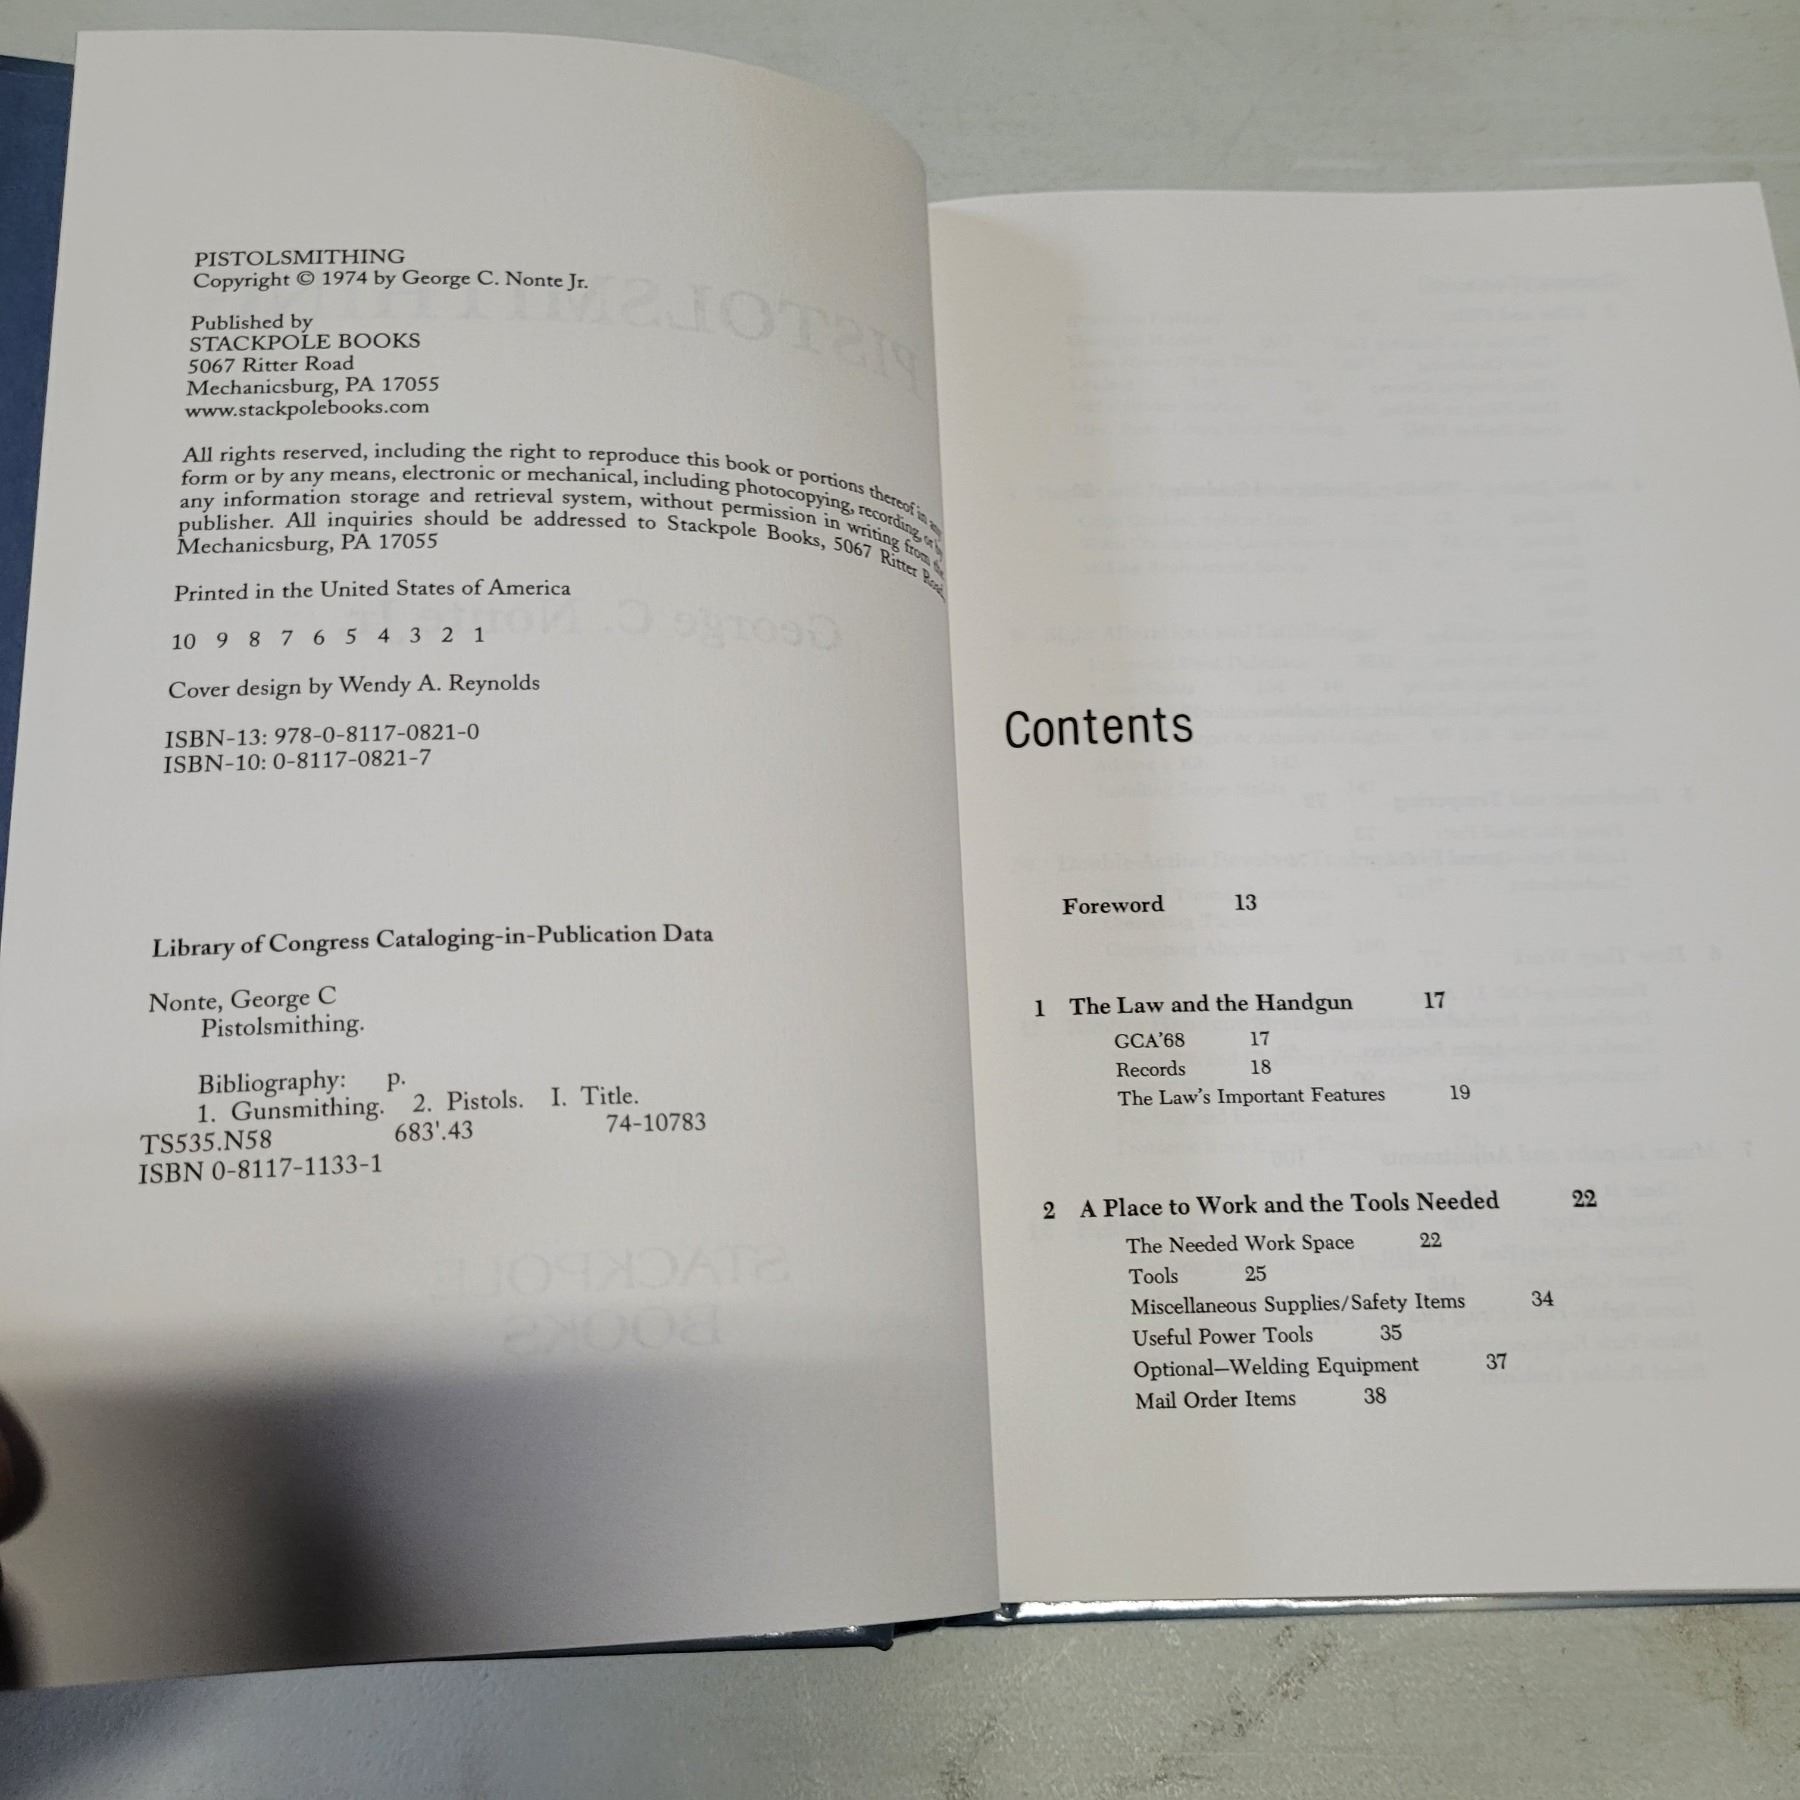 PISTOLSMITHING
Copyright © 1974 by George C. Nonte Jr.
Published by
STACKPOLE BOOKS
5067 Ritter Road
Mechanicsburg, PA 17055
www.stackpolebooks.com
All rights reserved, including the right to reproduce this book or portions thereof in any
form or by any means, electronic or mechanical, including photocopying, recording, or by
any information storage and retrieval system, without permission in writing from the
publisher. All inquiries should be addressed to Stackpole Books, 5067 Ritter Road,
Mechanicsburg, PA 17055
Printed in the United States of America
10 9 8 7 6 5 4 3 2 1
Cover design by Wendy A. Reynolds
ISBN-13: 978-0-8117-0821-0
ISBN-10: 0-8117-0821-7
Library of Congress Cataloging-in-Publication Data
Nonte, George C
Pistolsmithing.
Bibliography: p.
1. Gunsmithing. 2. Pistols. I. Title.
TS535.N58 683'.43 74-10783
ISBN 0-8117-1133-1
Contents
Foreword 13
1 The Law and the Handgun 17
GCA'68 17
Records 18
The Law's Important Features 19
2 A Place to Work and the Tools Needed 22
The Needed Work Space 22
Tools 25
Miscellaneous Supplies/Safety Items 34
Useful Power Tools 35
Optional—Welding Equipment 37
Mail Order Items 38